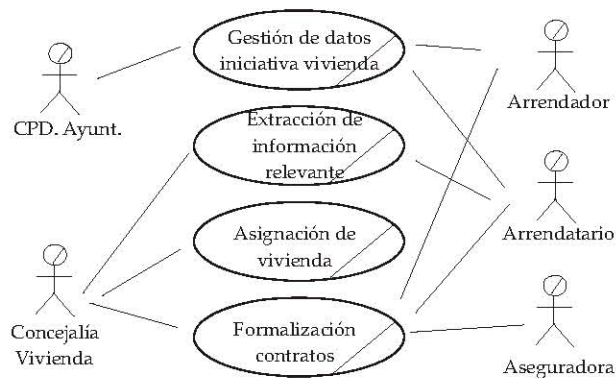 Gestión de datos
iniciativa vivienda
CPD. Ayunt.
Arrendador
Extracción de
información
relevante
Arrendatario
Asignación de
vivienda
Concejalía
Vivienda
Formalización
contratos
Aseguradora